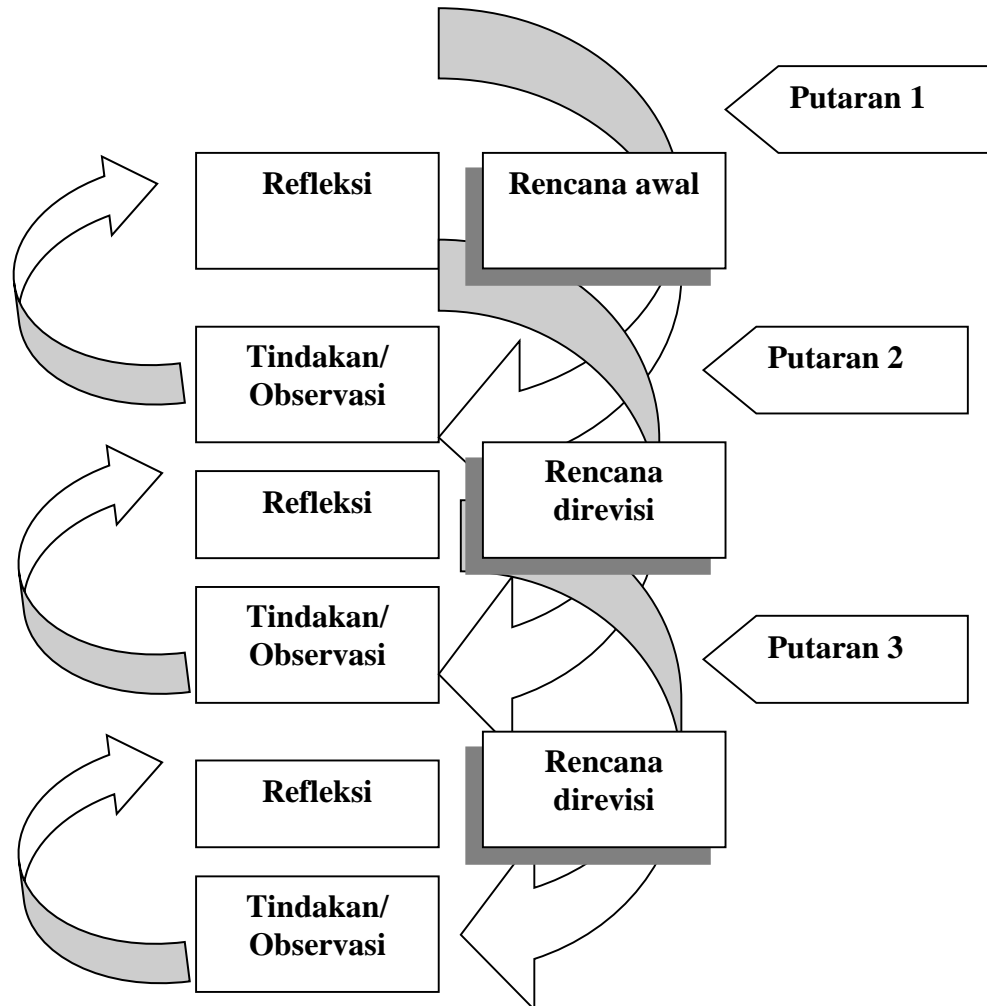 Putaran 1
Refleksi
Rencana awal
Tindakan/
Observasi
Putaran 2
Refleksi
Rencana
direvisi
Tindakan/
Observasi
Putaran 3
Refleksi
Rencana
direvisi
Tindakan/
Observasi